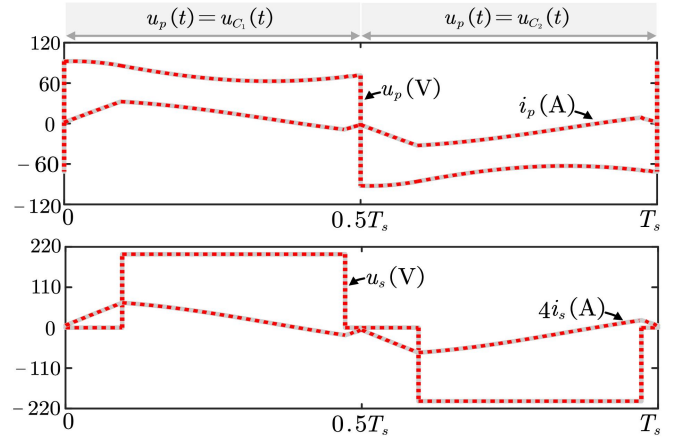 u_p(t) = u_{C_1}(t) u_p(t) = u_{C_2}(t)
120
60
0
−60
−120
u_p(V)
i_p(A)
0 0.5T_s T_s
220
110
0
−110
−220
u_s(V)
4i_s(A)
0 0.5T_s T_s